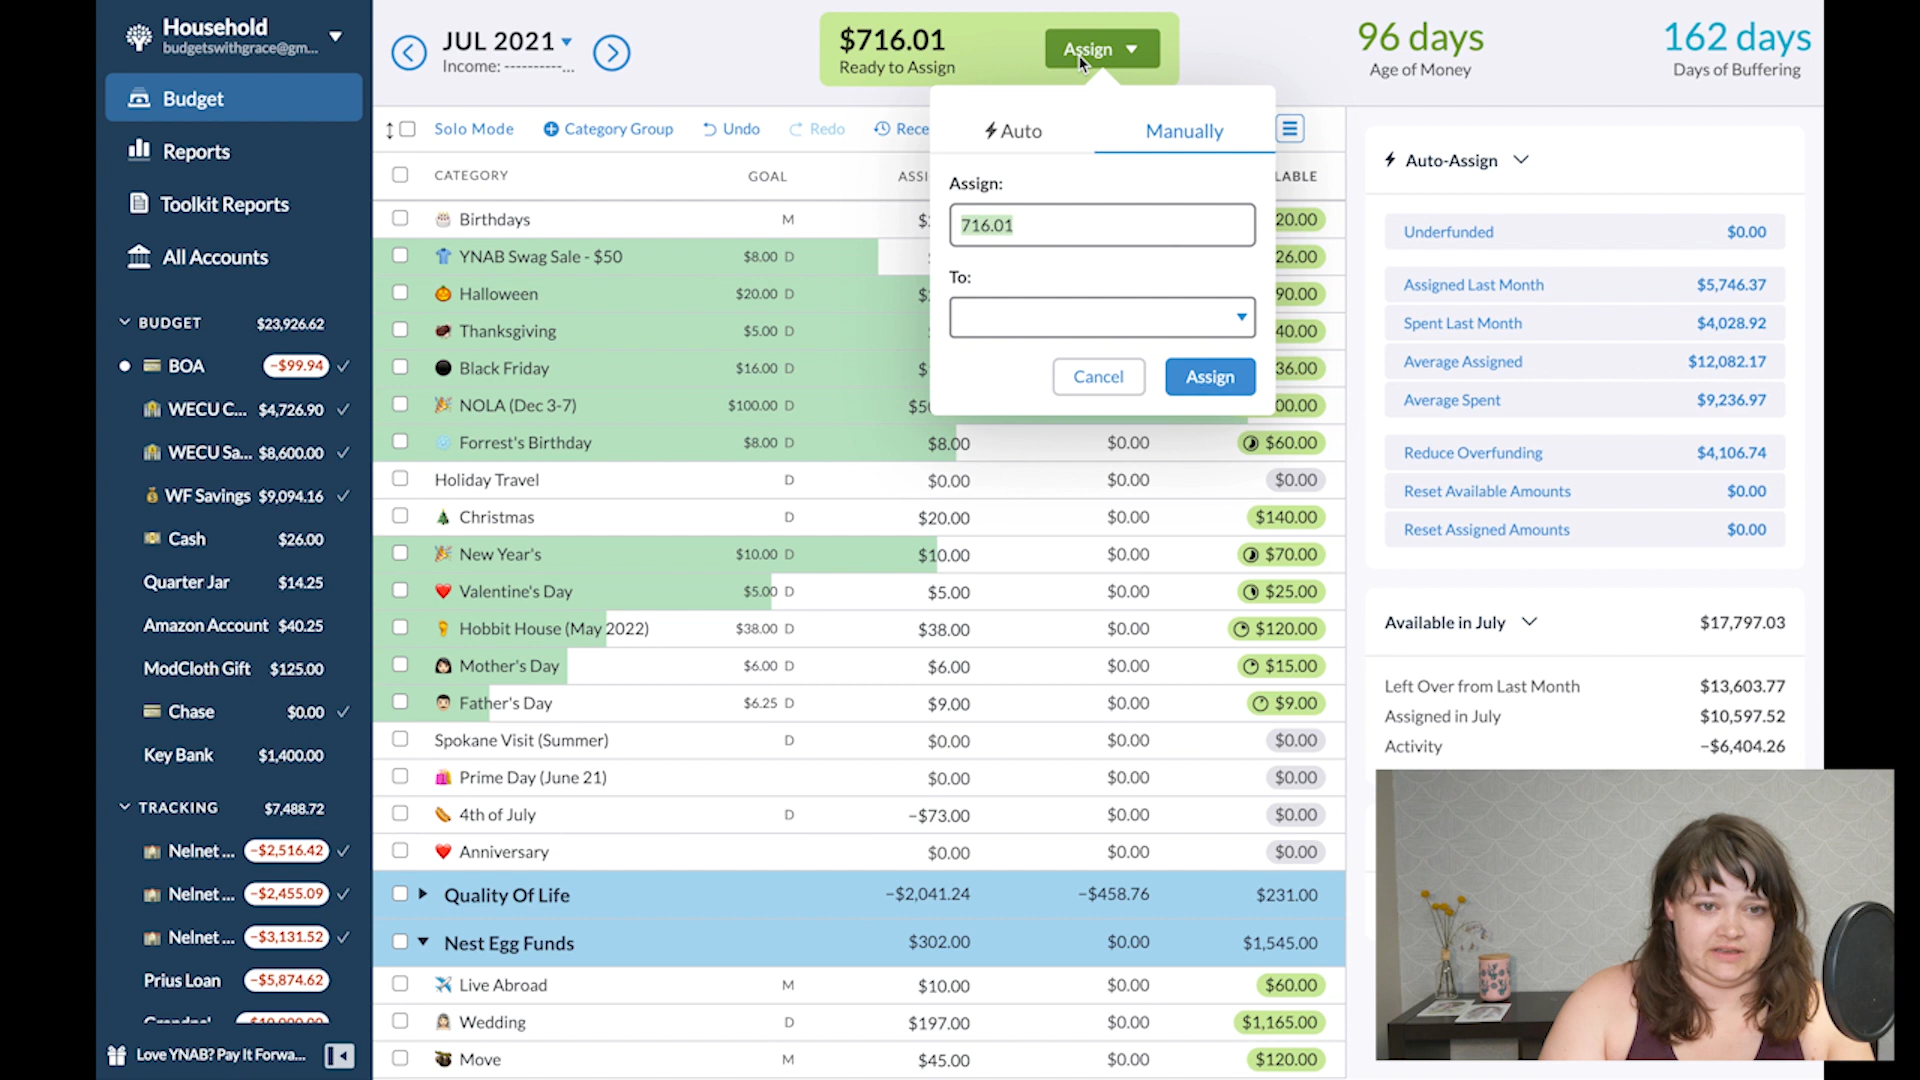 Household
budgetswithgrace@gm...
Budget
Reports
Toolkit Reports
All Accounts
BUDGET $23,926.62
BOA -$99.94
WECU C... $4,726.90
WECU Sa... $8,600.00
WF Savings $9,094.16
Cash $26.00
Quarter Jar $14.25
Amazon Account $40.25
ModCloth Gift $125.00
Chase $0.00
Key Bank $1,400.00
TRACKING $7,488.72
Nelnet ... -$2,516.42
Nelnet ... -$2,455.09
Nelnet ... -$3,131.52
Prius Loan -$5,874.62
Love YNAB? Pay It Forwa...
JUL 2021
Income: ----------...
$716.01
Ready to Assign
Assign
96 days
Age of Money
162 days
Days of Buffering
Solo Mode Category Group Undo Redo Rece
CATEGORY GOAL ASSI LABLE
Birthdays M $ 20.00
YNAB Swag Sale - $50 $8.00 D 26.00
Halloween $20.00 D $ 90.00
Thanksgiving $5.00 D $ 40.00
Black Friday $16.00 D $ 36.00
NOLA (Dec 3-7) $100.00 D $50 00.00
Forrest's Birthday $8.00 D $8.00 $0.00 $60.00
Holiday Travel D $0.00 $0.00 $0.00
Christmas D $20.00 $0.00 $140.00
New Year's $10.00 D $10.00 $0.00 $70.00
Valentine's Day $5.00 D $5.00 $0.00 $25.00
Hobbit House (May 2022) $38.00 D $38.00 $0.00 $120.00
Mother's Day $6.00 D $6.00 $0.00 $15.00
Father's Day $6.25 D $9.00 $0.00 $9.00
Spokane Visit (Summer) D $0.00 $0.00 $0.00
Prime Day (June 21) $0.00 $0.00 $0.00
4th of July D -$73.00 $0.00 $0.00
Anniversary $0.00 $0.00 $0.00
Quality Of Life -$2,041.24 -$458.76 $231.00
Nest Egg Funds $302.00 $0.00 $1,545.00
Live Abroad M $10.00 $0.00 $60.00
Wedding D $197.00 $0.00 $1,165.00
Move M $45.00 $0.00 $120.00
Auto Manually
Assign:
716.01
To:
Cancel Assign
Auto-Assign
Underfunded $0.00
Assigned Last Month $5,746.37
Spent Last Month $4,028.92
Average Assigned $12,082.17
Average Spent $9,236.97
Reduce Overfunding $4,106.74
Reset Available Amounts $0.00
Reset Assigned Amounts $0.00
Available in July $17,797.03
Left Over from Last Month $13,603.77
Assigned in July $10,597.52
Activity -$6,404.26